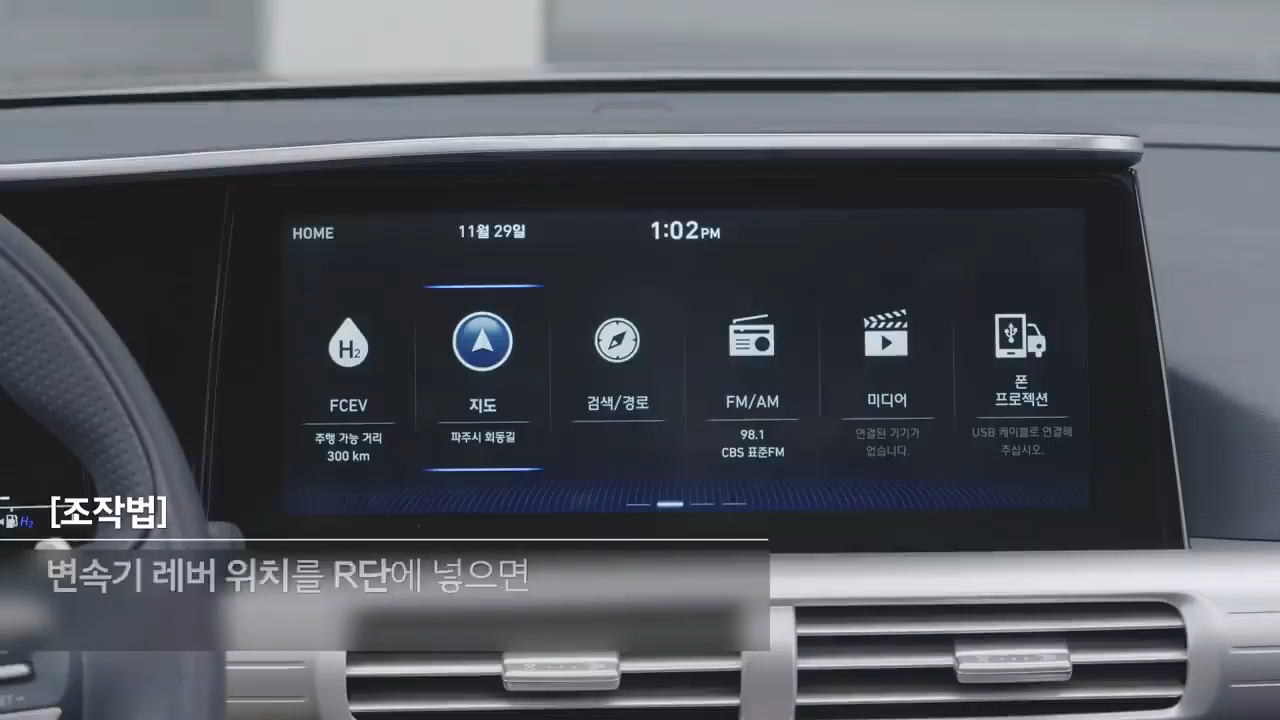 HOME
11월 29일
1:02PM
H2
FCEV
주행 가능 거리
300 km
지도
파주시 회동길
검색/경로
FM/AM
98.1
CBS 표준FM
미디어
연결된 기기가
없습니다.
폰
프로젝션
USB 케이블로 연결해
주십시오.
H2
[조작법]
변속기 레버 위치를 R단에 넣으면